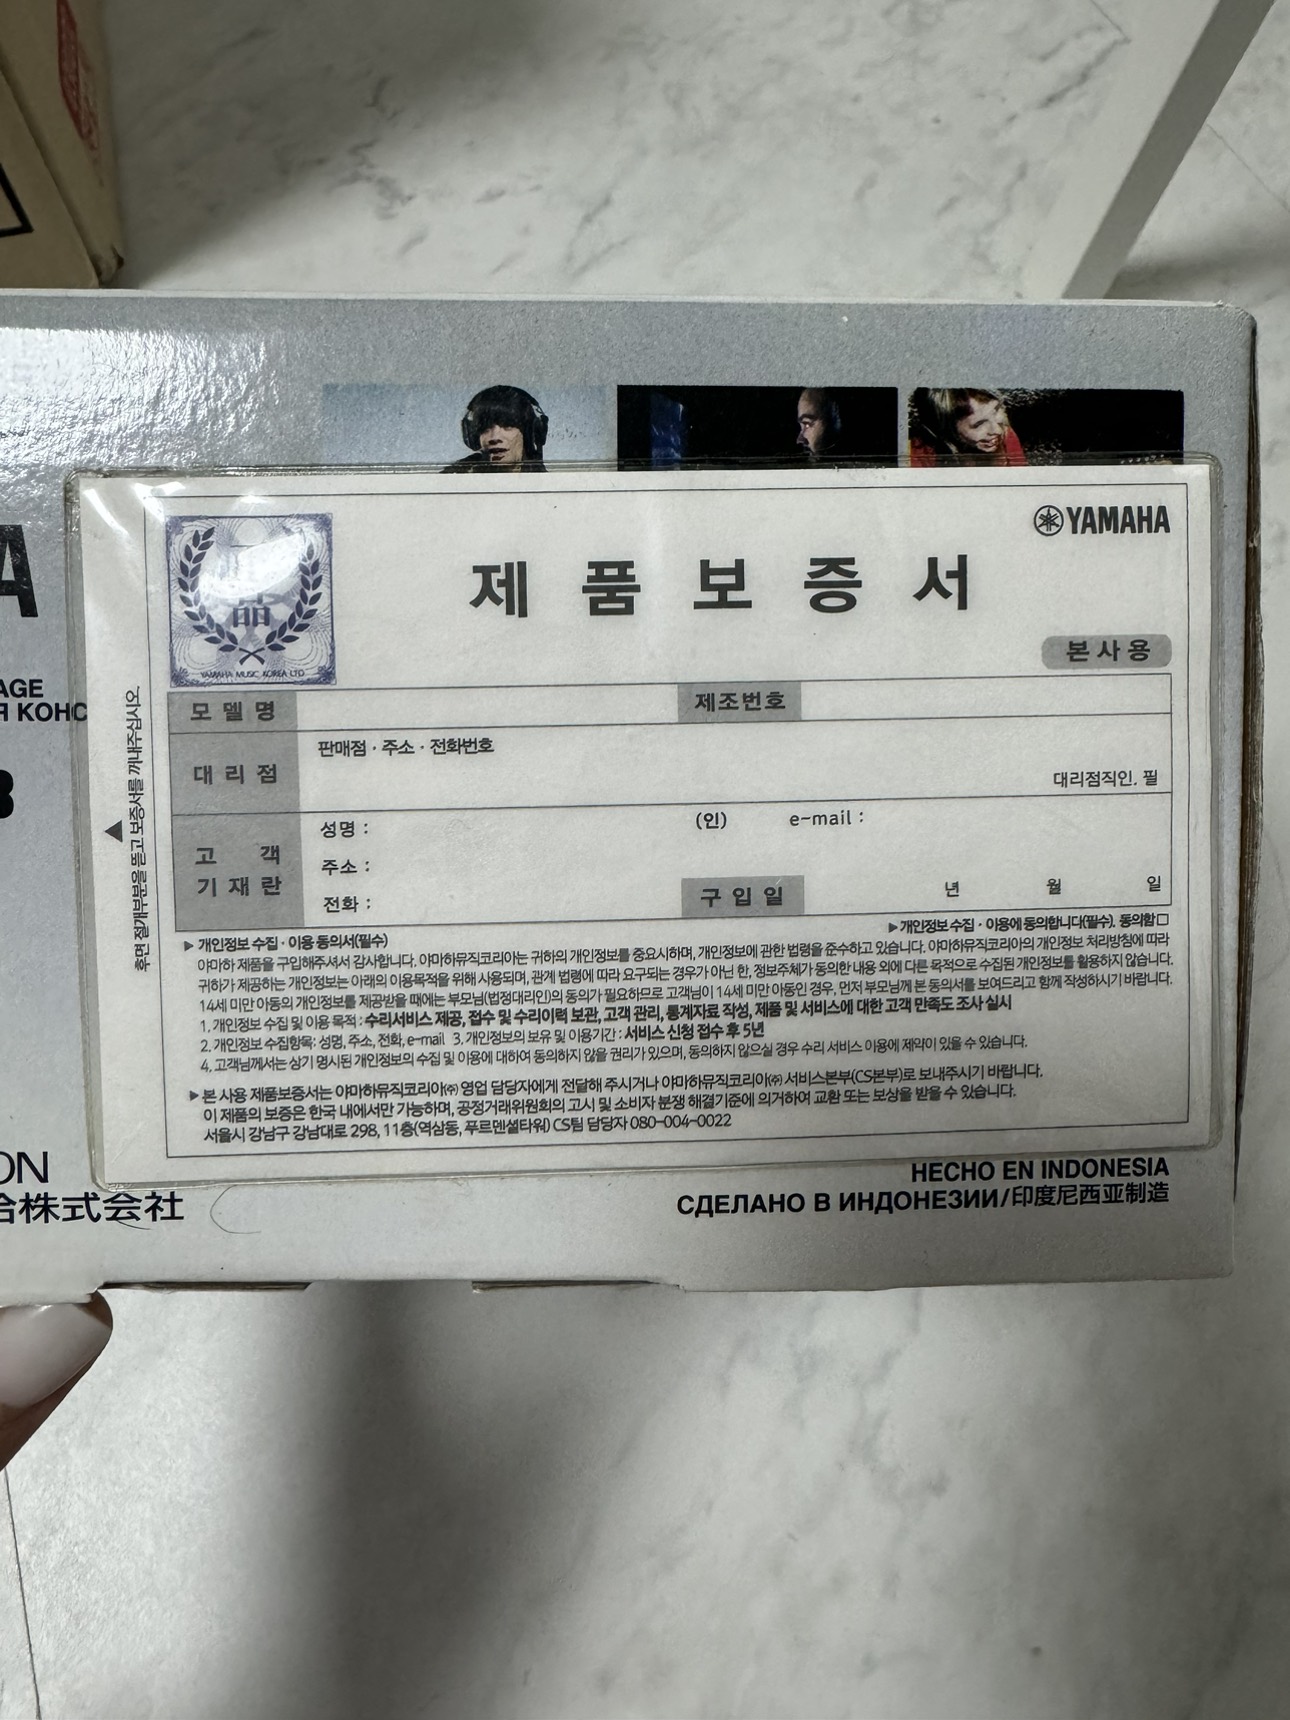 YAMAHA
제 품 보 증 서
본사용
品
YAMAHA MUSIC KOREA LTD
모 델 명
제조번호
대 리 점
판매점 · 주소 · 전화번호
대리점직인. 필
고 객
기 재 란
성명 :
(인)
e-mail :
주소 :
전화 :
구 입 일
년 월 일
▶개인정보 수집 · 이용에 동의합니다(필수). 동의함□
▶ 개인정보 수집 · 이용 동의서(필수)
야마하 제품을 구입해주셔서 감사합니다. 야마하뮤직코리아는 귀하의 개인정보를 중요시하며, 개인정보에 관한 법령을 준수하고 있습니다. 야마하뮤직코리아의 개인정보 처리방침에 따라
귀하가 제공하는 개인정보는 아래의 이용목적을 위해 사용되며, 관계 법령에 따라 요구되는 경우가 아닌 한, 정보주체가 동의한 내용 외에 다른 목적으로 수집된 개인정보를 활용하지 않습니다.
14세 미만 아동의 개인정보를 제공받을 때에는 부모님(법정대리인)의 동의가 필요하므로 고객님이 14세 미만 아동인 경우, 먼저 부모님께 본 동의서를 보여드리고 함께 작성하시기 바랍니다.
1. 개인정보 수집 및 이용 목적 : 수리서비스 제공, 접수 및 수리이력 보관, 고객 관리, 통계자료 작성, 제품 및 서비스에 대한 고객 만족도 조사 실시
2. 개인정보 수집항목: 성명, 주소, 전화, e-mail 3. 개인정보의 보유 및 이용기간 : 서비스 신청 접수 후 5년
4. 고객님께서는 상기 명시된 개인정보의 수집 및 이용에 대하여 동의하지 않을 권리가 있으며, 동의하지 않으실 경우 수리 서비스 이용에 제약이 있을 수 있습니다.
▶ 본 사용 제품보증서는 야마하뮤직코리아㈜ 영업 담당자에게 전달해 주시거나 야마하뮤직코리아㈜ 서비스본부(CS본부)로 보내주시기 바랍니다.
이 제품의 보증은 한국 내에서만 가능하며, 공정거래위원회의 고시 및 소비자 분쟁 해결기준에 의거하여 교환 또는 보상을 받을 수 있습니다.
서울시 강남구 강남대로 298, 11층(역삼동, 푸르덴셜타워) CS팀 담당자 080-004-0022
▲ 후면 절개부분을 뜯고 보증서를 꺼내주십시오.
A
AGE
Я КОНС
3
ON
合株式会社
HECHO EN INDONESIA
СДЕЛАНО В ИНДОНЕЗИИ/印度尼西亚制造